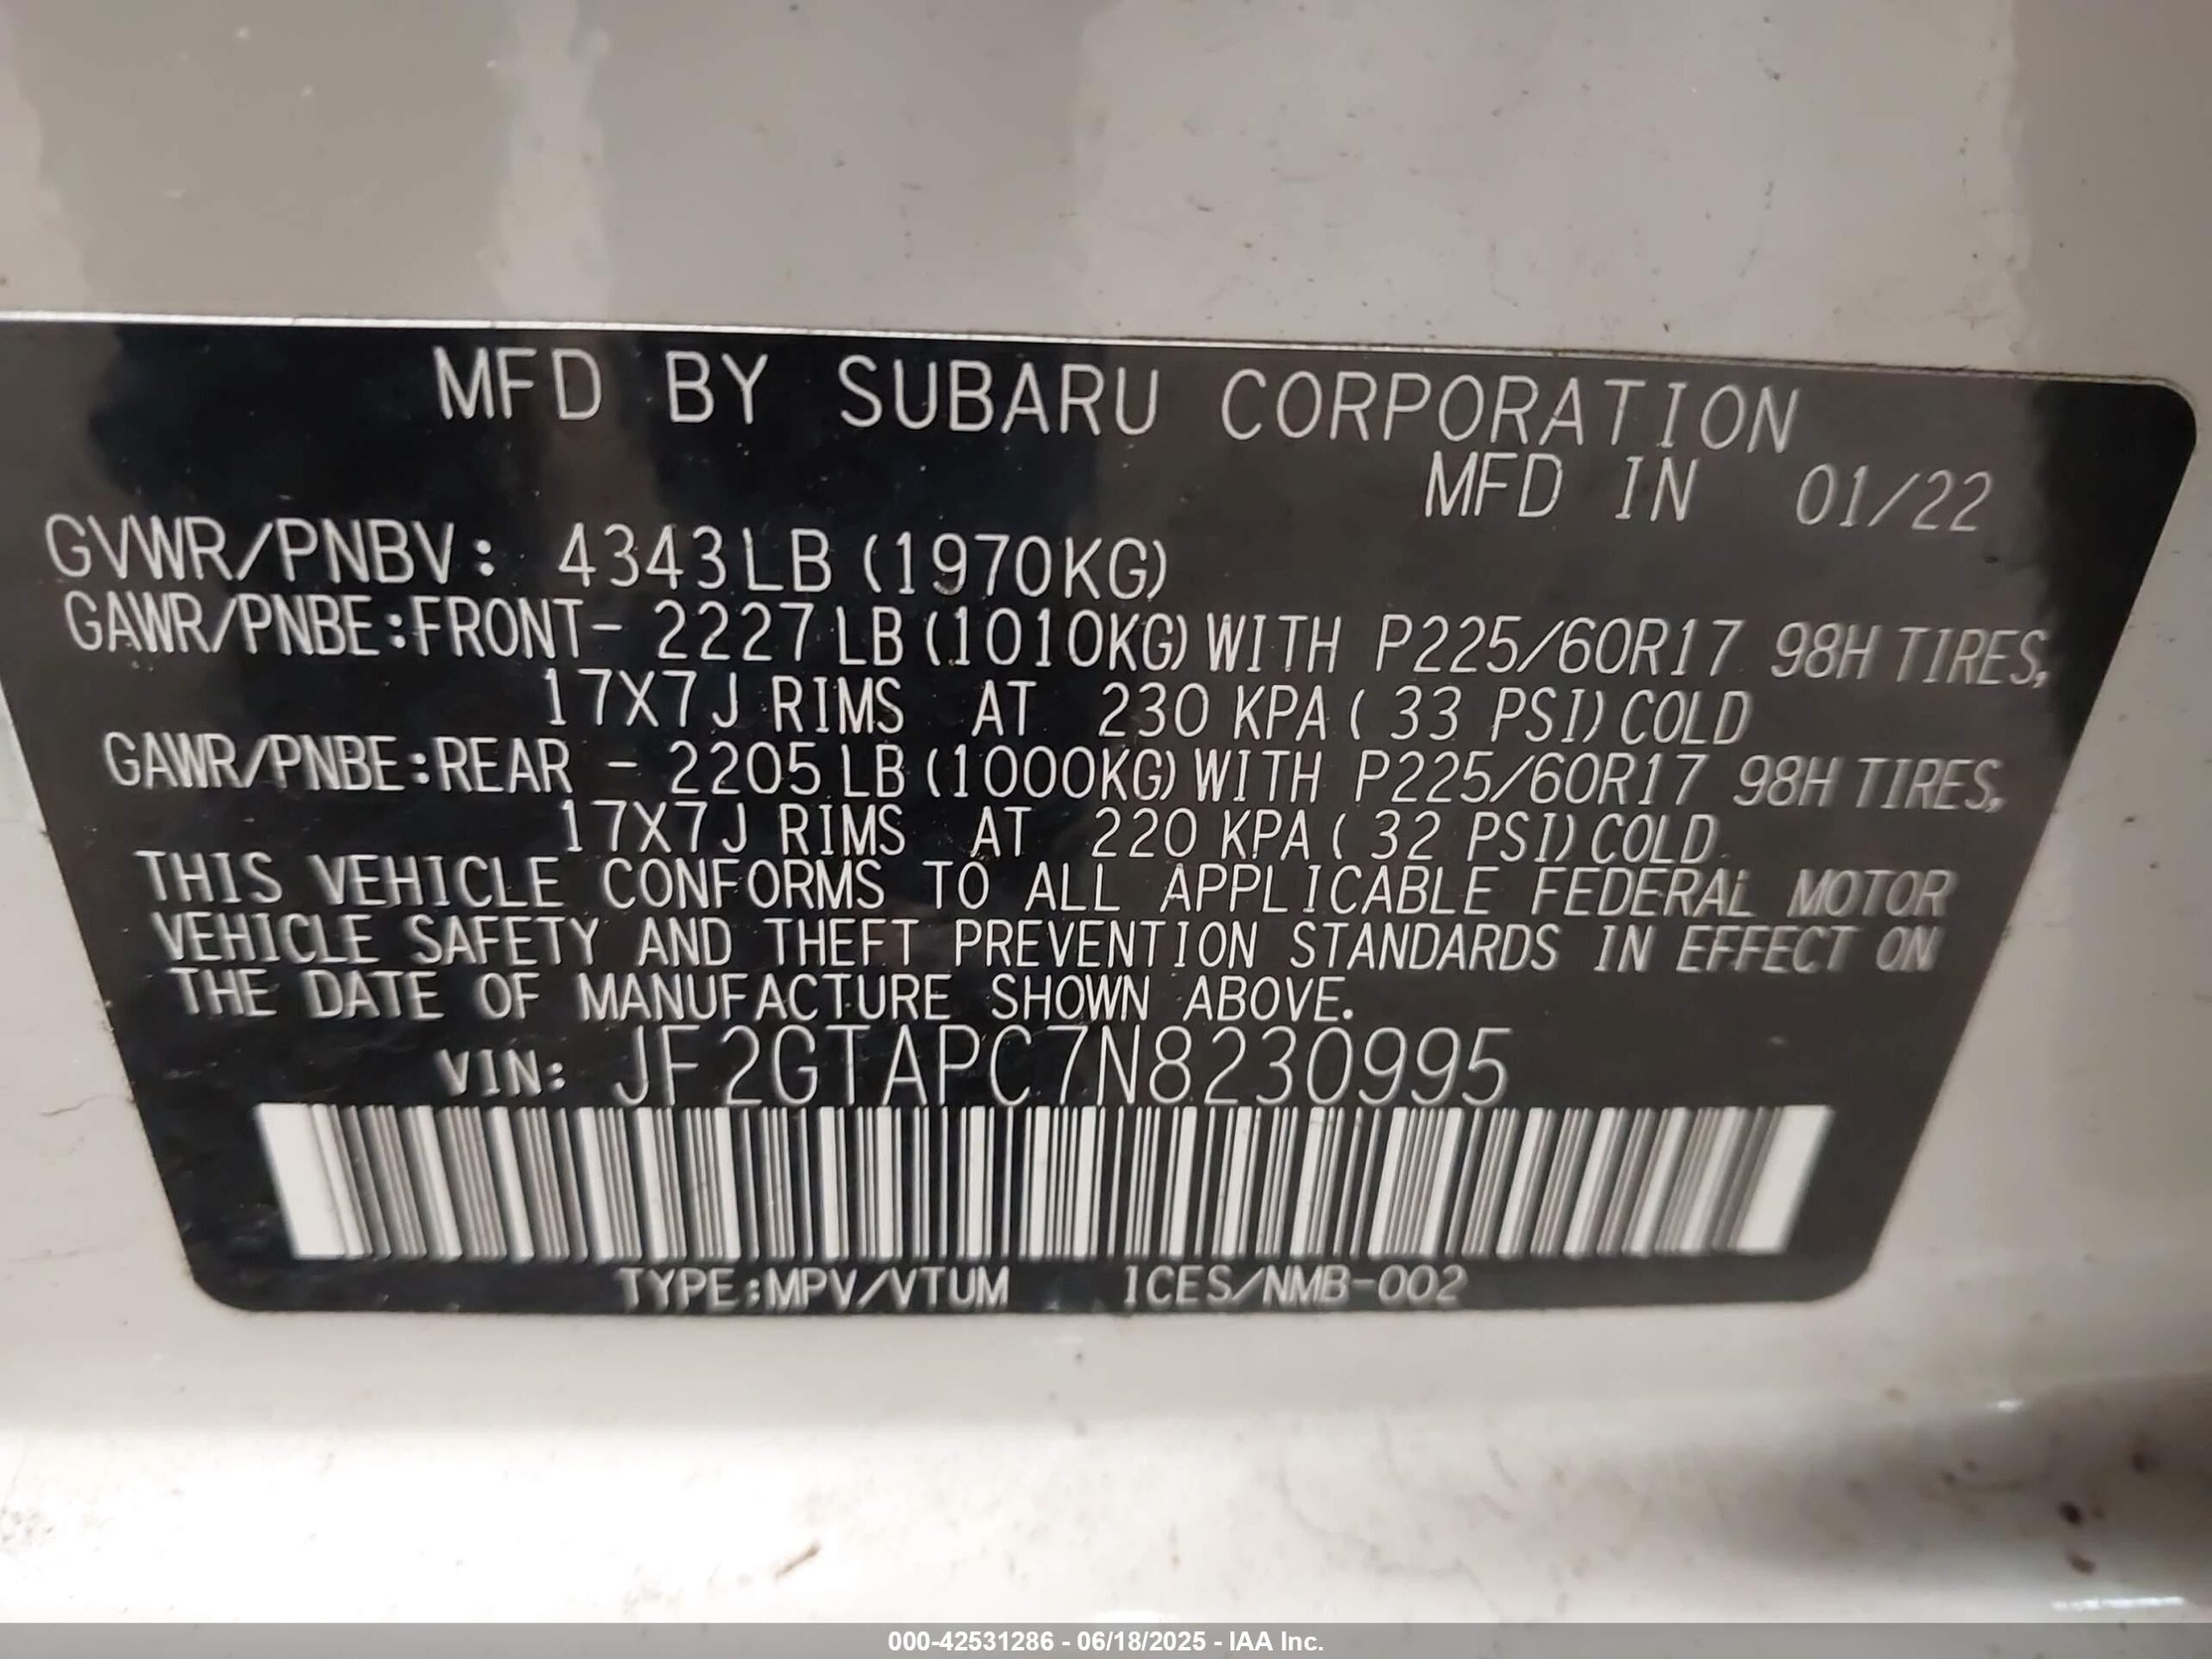 MFD BY SUBARU CORPORATION
MFD IN 01/22
GVWR/PNBV: 4343LB (1970KG)
GAWR/PNBE:FRONT- 2227 LB (1010KG) WITH P225/60R17 98H TIRES,
17X7J RIMS AT 230 KPA ( 33 PSI) COLD
GAWR/PNBE:REAR - 2205 LB (1000KG) WITH P225/60R17 98H TIRES,
17X7J RIMS AT 220 KPA ( 32 PSI) COLD
THIS VEHICLE CONFORMS TO ALL APPLICABLE FEDERAL MOTOR
VEHICLE SAFETY AND THEFT PREVENTION STANDARDS IN EFFECT ON
THE DATE OF MANUFACTURE SHOWN ABOVE.
VIN: JF2GTAPC7N8230995
TYPE:MPV/VTUM ICES/NMB-002
000-42531286 - 06/18/2025 - IAA Inc.